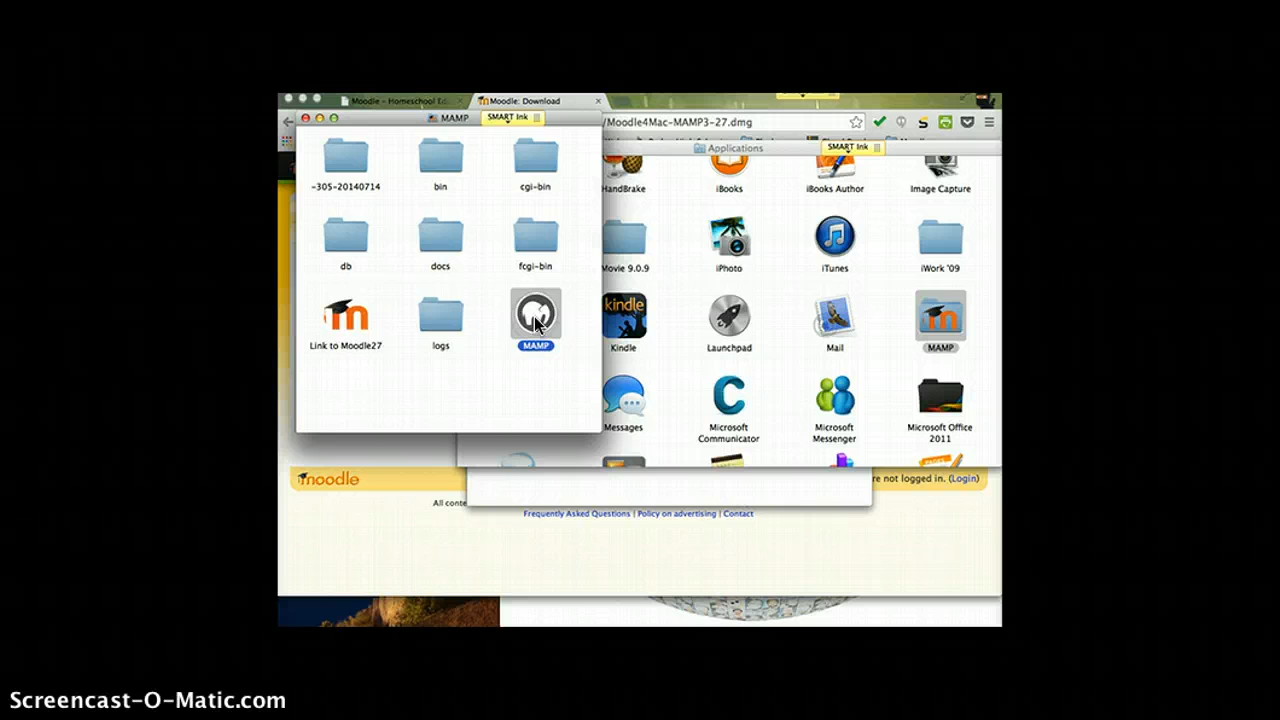 Moodle - Homeschool Ed
Moodle: Download
MAMP
SMART Ink
/Moodle4Mac-MAMP3-27.dmg
Applications
SMART Ink
-305-20140714
bin
cgi-bin
HandBrake
iBooks
iBooks Author
Image Capture
db
docs
fcgi-bin
Movie 9.0.9
iPhoto
iTunes
iWork '09
kindle
Link to Moodle27
logs
MAMP
Kindle
Launchpad
Mail
MAMP
Messages
Microsoft
Communicator
Microsoft
Messenger
Microsoft Office
2011
moodle
re not logged in. (Login)
All conte
Frequently Asked Questions | Policy on advertising | Contact
Screencast-O-Matic.com